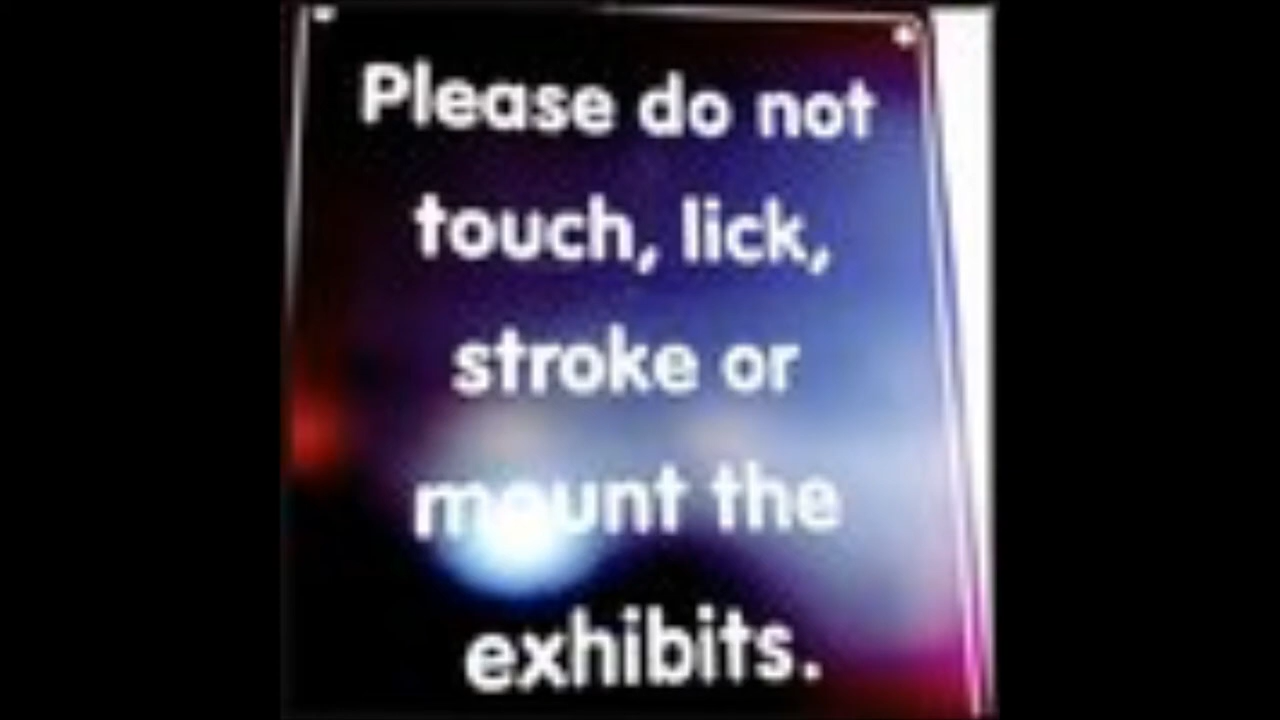 Please do not
touch, lick,
stroke or
mount the
exhibits.